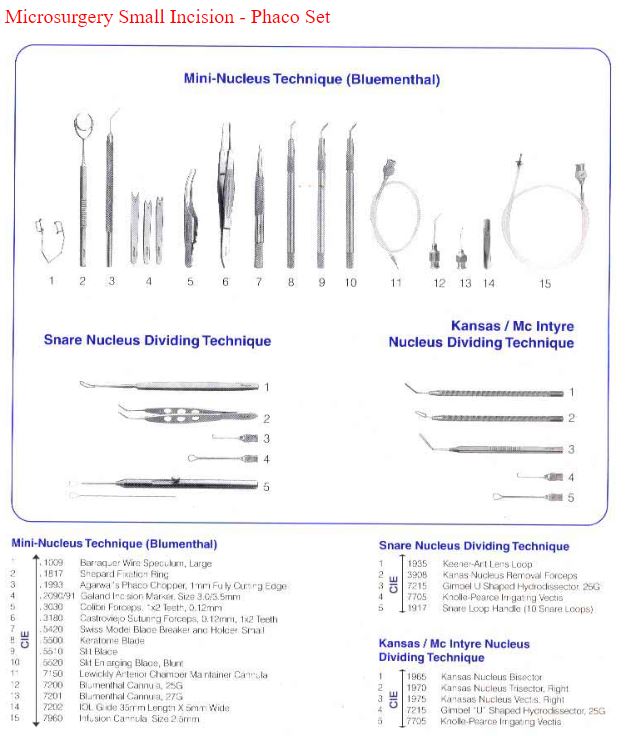 Microsurgery Small Incision - Phaco Set
Mini-Nucleus Technique (Bluementhal)
1 2 3 4 5 6 7 8 9 10 11 12 13 14 15
Snare Nucleus Dividing Technique
1
2
3
4
5
Kansas / Mc Intyre
Nucleus Dividing Technique
1
2
3
4
5
Mini-Nucleus Technique (Blumenthal)
CIE
1 .1009 Barraquer Wire Speculum, Large
2 .1817 Shepard Fixation Ring
3 .1993 Agarwal's Phaco Chopper, 1mm Fully Cutting Edge
4 .2090/91 Galand Incision Marker, Size 3.0/3.5mm
5 .3030 Colibri Forceps, 1x2 Teeth, 0.12mm
6 .3180 Castroviejo Suturing Forceps, 0.12mm, 1x2 Teeth
7 .5420 Swiss Model Blade Breaker and Holder, Small
8 .5500 Keratome Blade
9 .5510 Slit Blade
10 .5520 Slit Enlarging Blade, Blunt
11 7150 Lewickly Anterior Chamber Maintainer Cannula
12 7200 Blumenthal Cannula, 25G
13 7201 Blumenthal Cannula, 27G
14 7202 IOL Glide 35mm Length X 5mm Wide
15 7960 Infusion Cannula, Size 2.5mm
Snare Nucleus Dividing Technique
CIE
1 1935 Keener-Arlt Lens Loop
2 3908 Kansas Nucleus Removal Forceps
3 7215 Gimpel U Shaped Hydrodissector, 25G
4 7705 Knolle-Pearce Irrigating Vectis
5 1917 Snare Loop Handle (10 Snare Loops)
Kansas / Mc Intyre Nucleus
Dividing Technique
CIE
1 1965 Kansas Nucleus Bisector
2 1970 Kansas Nucleus Trisector, Right
3 1975 Kanasas Nucleus Vectis, Right
4 7215 Gimbel "U" Shaped Hydrodissector, 25G
5 7705 Knolle-Pearce Irrigating Vectis